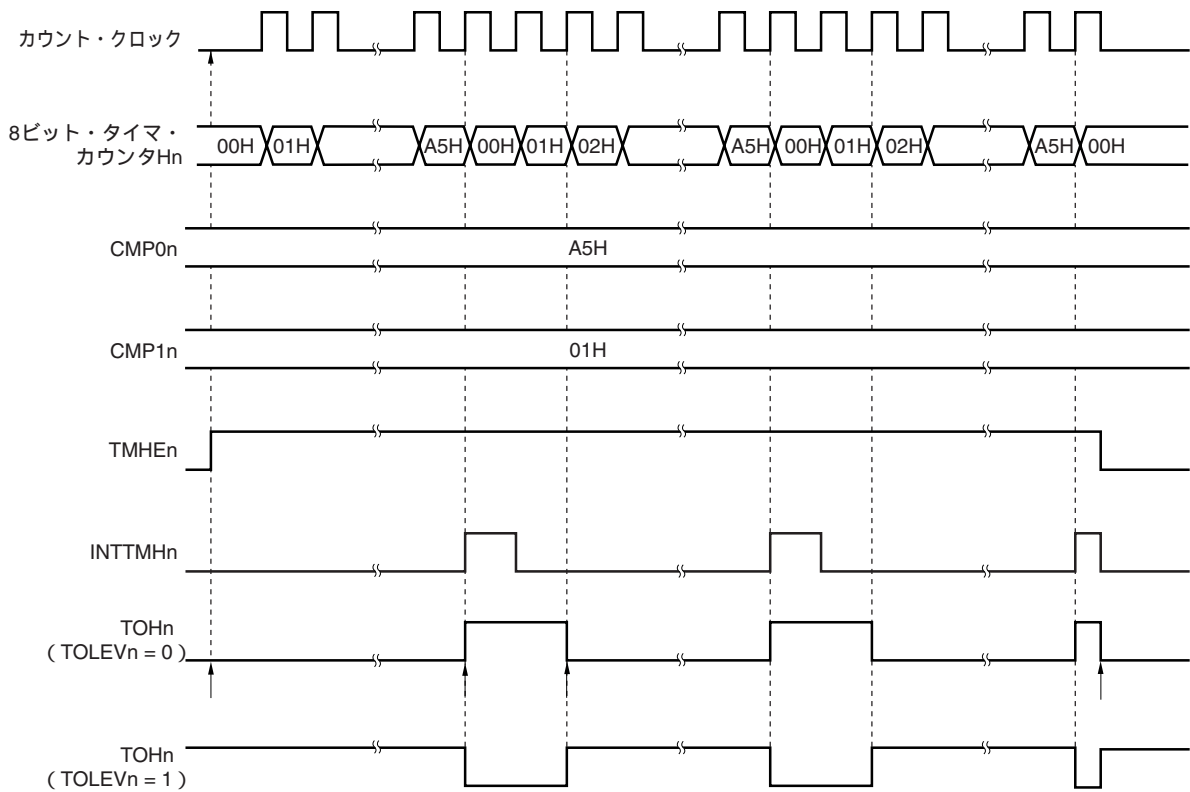 カウント・クロック
8ビット・タイマ・
カウンタHn
00H 01H A5H 00H 01H 02H A5H 00H 01H 02H A5H 00H
CMP0n
A5H
CMP1n
01H
TMHEn
INTTMHn
TOHn
（TOLEVn = 0）
TOHn
（TOLEVn = 1）